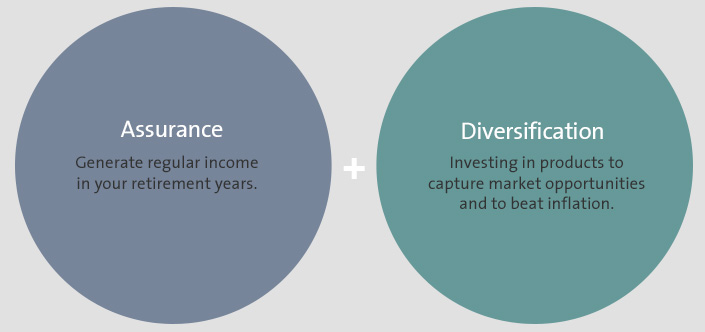 Assurance
Generate regular income
in your retirement years.
+
Diversification
Investing in products to
capture market opportunities
and to beat inflation.